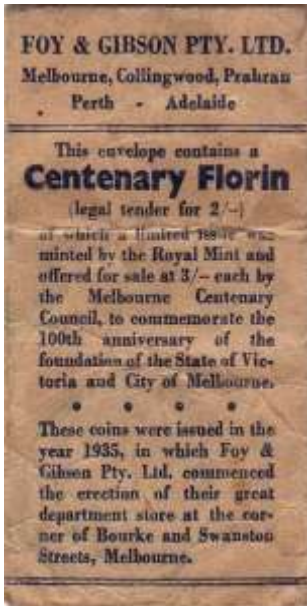 FOY & GIBSON PTY. LTD.
Melbourne, Collingwood, Prahran
Perth - Adelaide
This envelope contains a
Centenary Florin
(legal tender for 2/–)
of which a limited issue was
minted by the Royal Mint and
offered for sale at 3/– each by
the Melbourne Centenary
Council, to commemorate the
100th anniversary of the
foundation of the State of Vic-
toria and City of Melbourne.
• • • •
These coins were issued in the
year 1935, in which Foy &
Gibson Pty. Ltd. commenced
the erection of their great
department store at the cor-
ner of Bourke and Swanston
Streets, Melbourne.